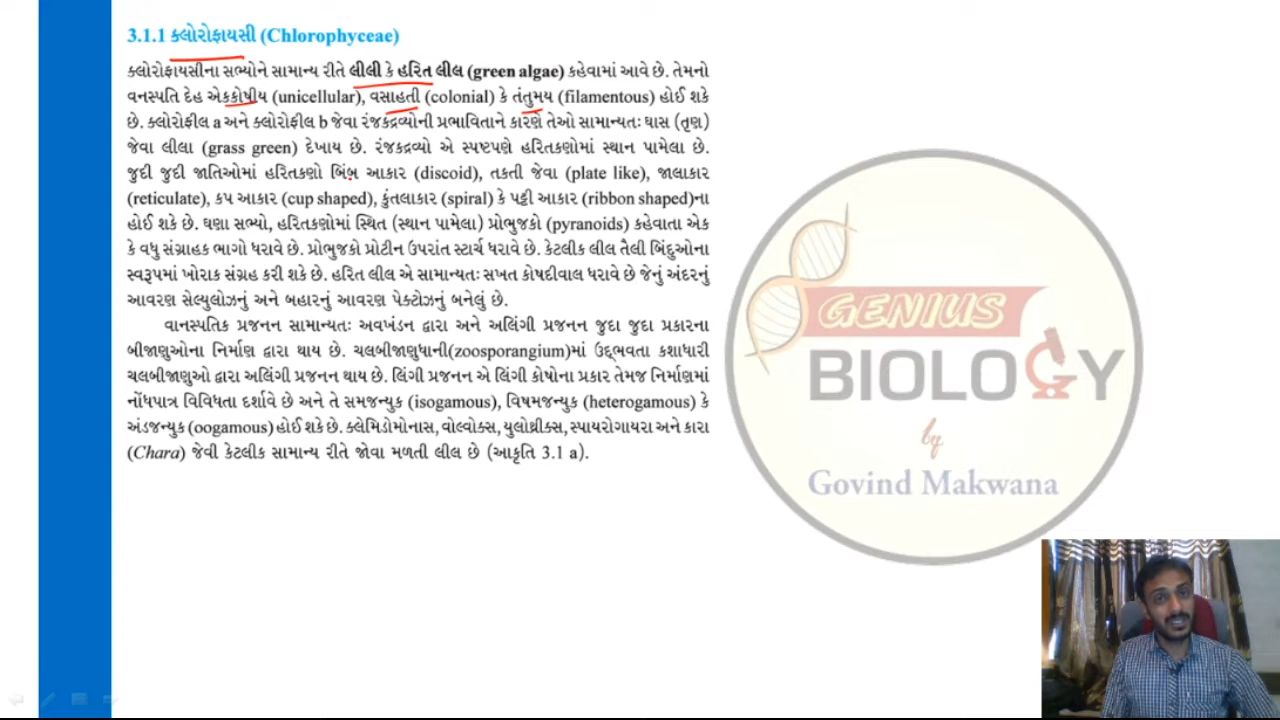 3.1.1 ક્લોરોફાયસી (Chlorophyceae)
ક્લોરોફાયસીના સભ્યોને સામાન્ય રીતે લીલી કે હરિત લીલ (green algae) કહેવામાં આવે છે. તેમનો
વનસ્પતિ દેહ એકકોષીય (unicellular), વસાહતી (colonial) કે તંતુમય (filamentous) હોઈ શકે
છે. ક્લોરોફીલ a અને ક્લોરોફીલ b જેવા રંજકદ્રવ્યોની પ્રભાવિતાને કારણે તેઓ સામાન્યતઃ ઘાસ (તૃણ)
જેવા લીલા (grass green) દેખાય છે. રંજકદ્રવ્યો એ સ્પષ્ટપણે હરિતકણોમાં સ્થાન પામેલા છે.
જુદી જુદી જાતિઓમાં હરિતકણો બિંબ આકાર (discoid), તકતી જેવા (plate like), જાલાકાર
(reticulate), કપ આકાર (cup shaped), કુંતલાકાર (spiral) કે પટ્ટી આકાર (ribbon shaped)ના
હોઈ શકે છે. ઘણા સભ્યો, હરિતકણોમાં સ્થિત (સ્થાન પામેલા) પ્રોભુજકો (pyranoids) કહેવાતા એક
કે વધુ સંગ્રાહક ભાગો ધરાવે છે. પ્રોભુજકો પ્રોટીન ઉપરાંત સ્ટાર્ચ ધરાવે છે. કેટલીક લીલ તૈલી બિંદુઓના
સ્વરૂપમાં ખોરાક સંગ્રહ કરી શકે છે. હરિત લીલ એ સામાન્યતઃ સખત કોષદીવાલ ધરાવે છે જેનું અંદરનું
આવરણ સેલ્યુલોઝનું અને બહારનું આવરણ પેક્ટોઝનું બનેલું છે.
વાનસ્પતિક પ્રજનન સામાન્યતઃ અવખંડન દ્વારા અને અલિંગી પ્રજનન જુદા જુદા પ્રકારના
બીજાણુઓના નિર્માણ દ્વારા થાય છે. ચલબીજાણુધાની(zoosporangium)માં ઉદ્ભવતા કશાધારી
ચલબીજાણુઓ દ્વારા અલિંગી પ્રજનન થાય છે. લિંગી પ્રજનન એ લિંગી કોષોના પ્રકાર તેમજ નિર્માણમાં
નોંધપાત્ર વિવિધતા દર્શાવે છે અને તે સમજન્યુક (isogamous), વિષમજન્યુક (heterogamous) કે
અંડજન્યુક (oogamous) હોઈ શકે છે. ક્લેમિડોમોનાસ, વોલ્વોક્સ, યુલોથ્રીક્સ, સ્પાયરોગાયરા અને કારા
(Chara) જેવી કેટલીક સામાન્ય રીતે જોવા મળતી લીલ છે (આકૃતિ 3.1 a).
GENIUS
BIOLOGY
by
Govind Makwana